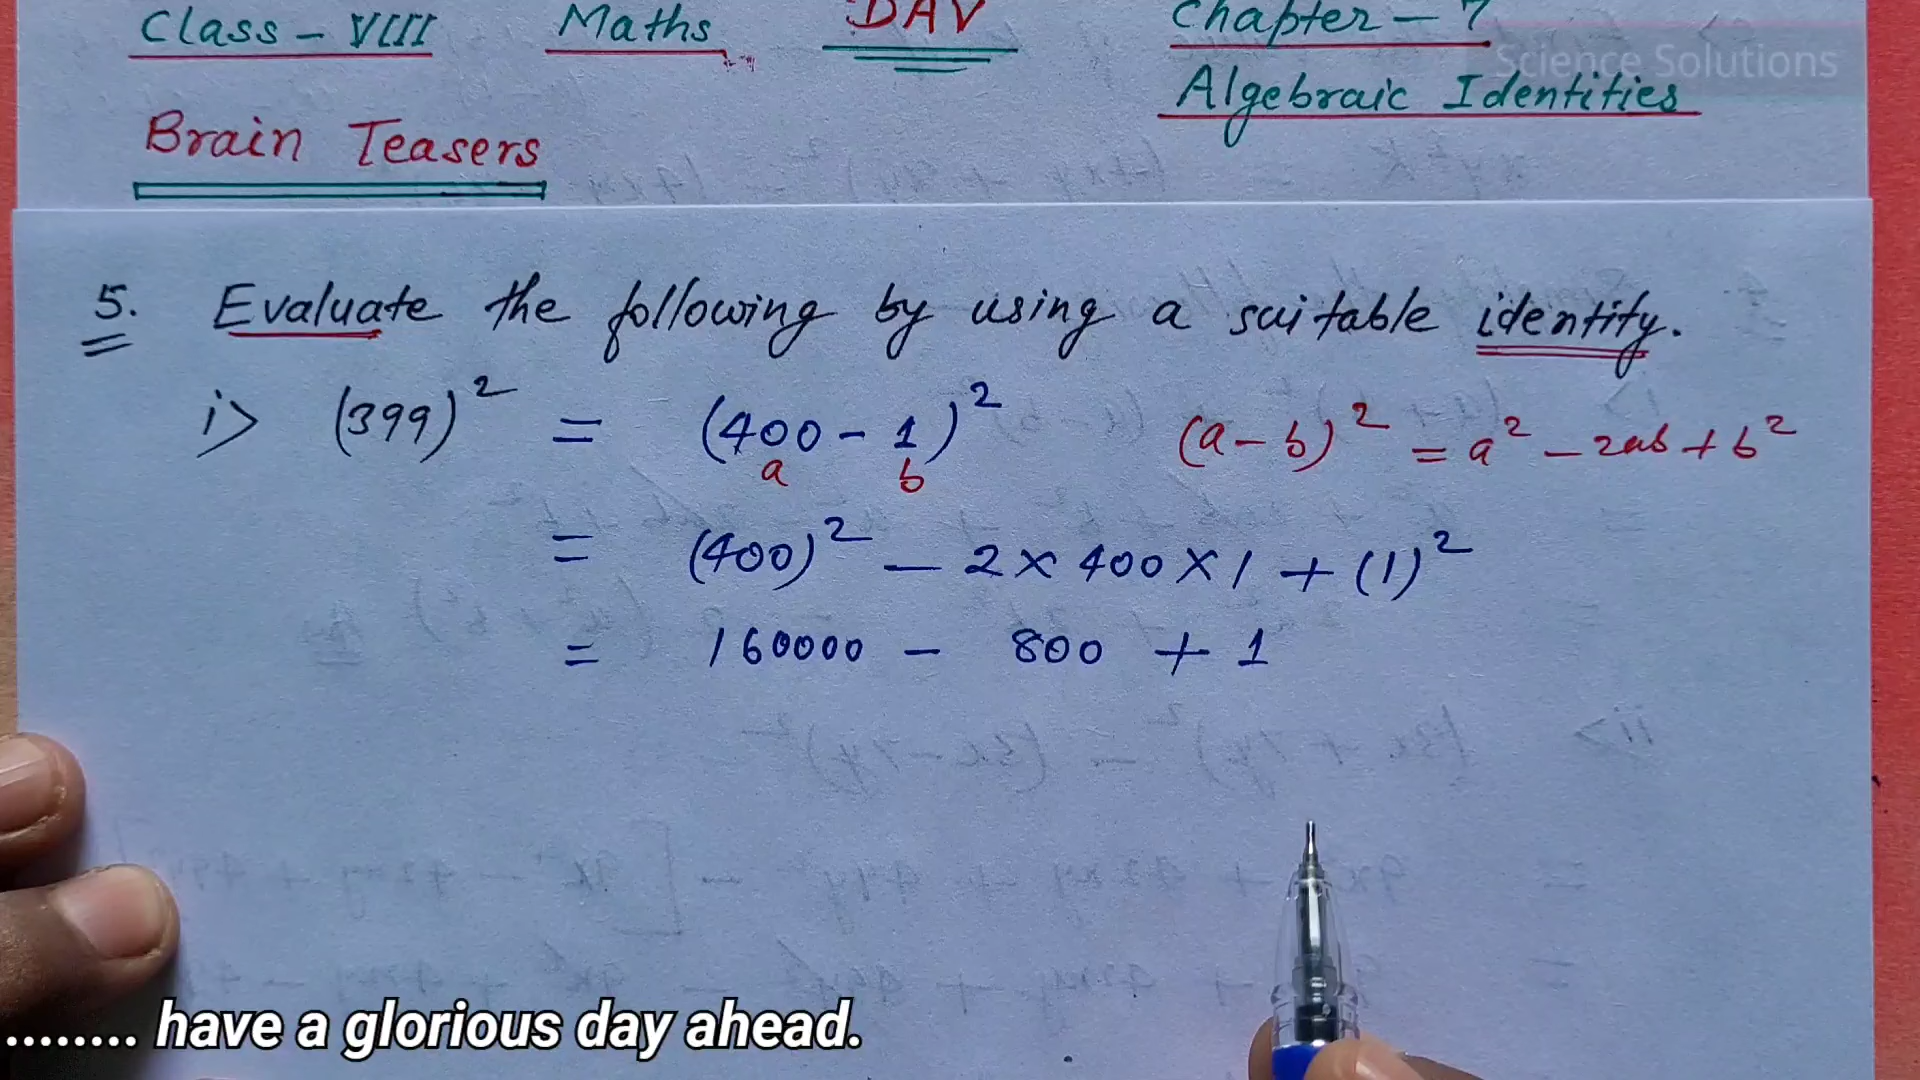 Class - VIII Maths DAV Chapter - 7
Science Solutions
Algebraic Identities
Brain Teasers
5. Evaluate the following by using a suitable identity.
i> (399)² = (400 - 1)² (a - b)² = a² - 2ab + b²
a b
= (400)² - 2 × 400 × 1 + (1)²
= 160000 - 800 + 1
........ have a glorious day ahead.